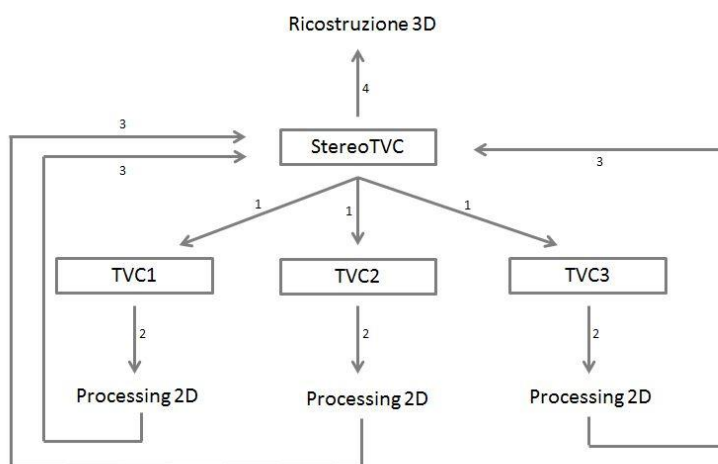 Ricostruzione 3D
4
3
StereoTVC
3
3
1
1
1
TVC1
TVC2
TVC3
2
2
2
Processing 2D
Processing 2D
Processing 2D